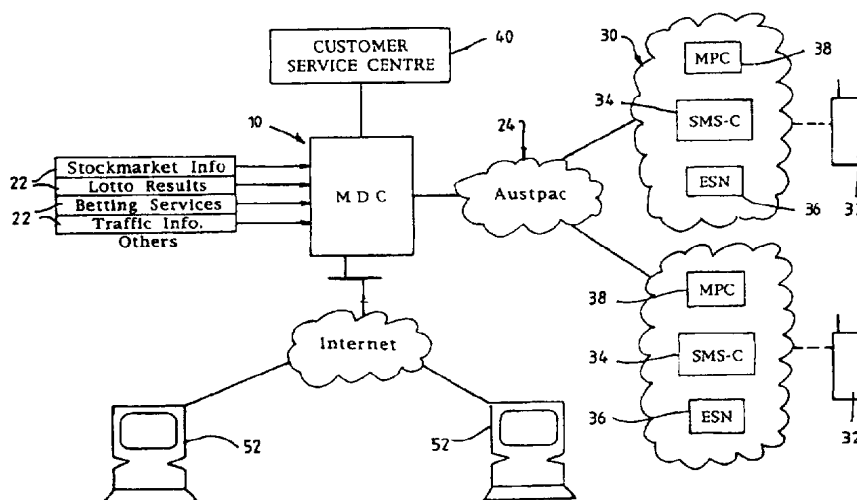 CUSTOMER
SERVICE CENTRE
40
30
MPC
38
34
SMS-C
10
24
22
Stockmarket Info
Lotto Results
22
Betting Services
Traffic Info.
Others
MDC
Austpac
ESN
36
38
MPC
Internet
34
SMS-C
36
ESN
32
52
52